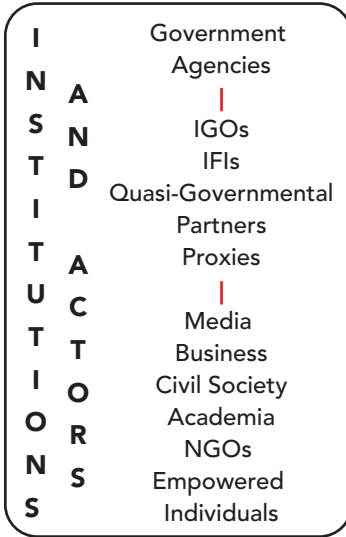 INSTITUTIONS
AND ACTORS
Government
Agencies
IGOs
IFIs
Quasi-Governmental
Partners
Proxies
Media
Business
Civil Society
Academia
NGOs
Empowered
Individuals